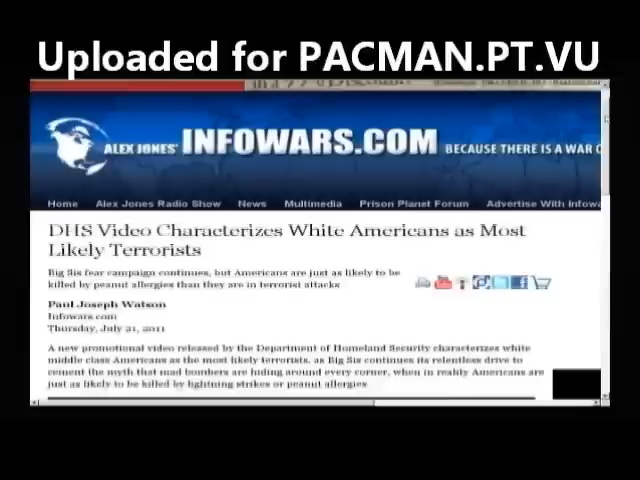 Uploaded for PACMAN.PT.VU
ALEX JONES' INFOWARS.COM BECAUSE THERE IS A WAR
Home Alex Jones Radio Show News Multimedia Prison Planet Forum Advertise With Infowa
DHS Video Characterizes White Americans as Most
Likely Terrorists
Big Sis fear campaign continues, but Americans are just as likely to be
killed by peanut allergies than they are in terrorist attacks
Paul Joseph Watson
Infowars.com
Thursday, July 21, 2011
A new promotional video released by the Department of Homeland Security characterizes white
middle class Americans as the most likely terrorists, as Big Sis continues its relentless drive to
cement the myth that mad bombers are hiding around every corner, when in reality Americans are
just as likely to be killed by lightning strikes or peanut allergies